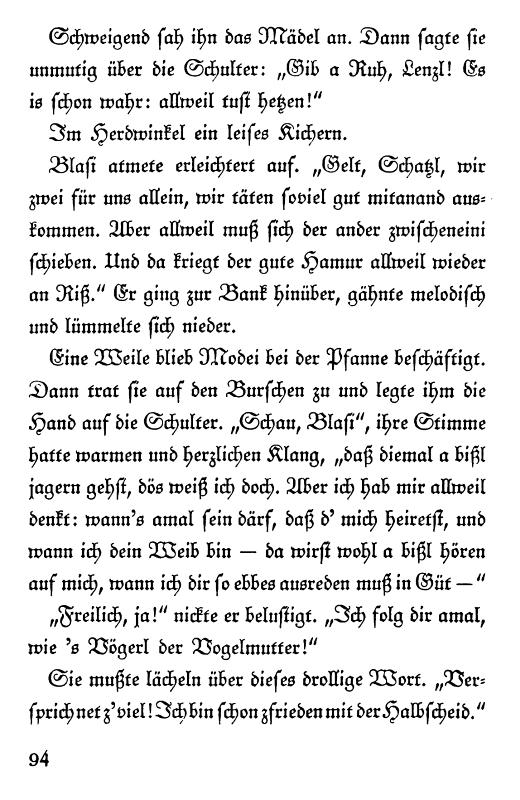 Schweigend sah ihn das Mädel an. Dann sagte sie
unmutig über die Schulter: „Gib a Ruh, Lenzl! Es
is schon wahr: allweil tust hetzen!“
Im Herdwinkel ein leises Kichern.
Blasi atmete erleichtert auf. „Gelt, Schatzl, wir
zwei für uns allein, wir täten soviel gut mitanand aus-
kommen. Aber allweil muß sich der ander zwischeneini
schieben. Und da kriegt der gute Hamur allweil wieder
an Riß.“ Er ging zur Bank hinüber, gähnte melodisch
und lümmelte sich nieder.
Eine Weile blieb Modei bei der Pfanne beschäftigt.
Dann trat sie auf den Burschen zu und legte ihm die
Hand auf die Schulter. „Schau, Blasi“, ihre Stimme
hatte warmen und herzlichen Klang, „daß diemal a bißl
jagern gehst, dös weiß ich doch. Aber ich hab mir allweil
denkt: wann's amal sein därf, daß d' mich heiretst, und
wann ich dein Weib bin — da wirst wohl a bißl hören
auf mich, wann ich dir so ebbes ausreden muß in Güt —“
„Freilich, ja!“ nickte er belustigt. „Ich folg dir amal,
wie 's Vögerl der Vogelmutter!“
Sie mußte lächeln über dieses drollige Wort. „Ver-
sprich net z'viel! Ich bin schon zfrieden mit der Halbscheid.“
94